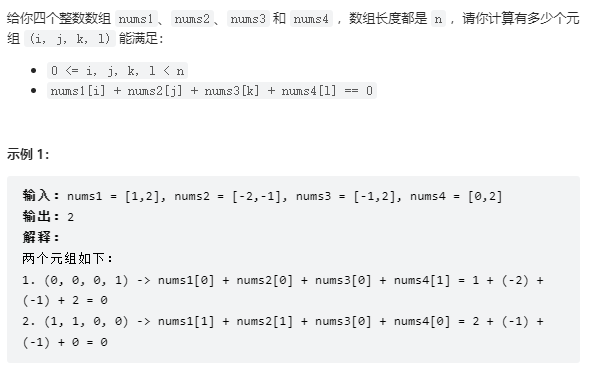 给你四个整数数组 nums1、nums2、nums3 和 nums4 ，数组长度都是 n ，请你计算有多少个元
组 (i, j, k, l) 能满足：
• 0 <= i, j, k, l < n
• nums1[i] + nums2[j] + nums3[k] + nums4[l] == 0
示例 1：
输入：nums1 = [1,2], nums2 = [-2,-1], nums3 = [-1,2], nums4 = [0,2]
输出：2
解释：
两个元组如下：
1. (0, 0, 0, 1) -> nums1[0] + nums2[0] + nums3[0] + nums4[1] = 1 + (-2) +
(-1) + 2 = 0
2. (1, 1, 0, 0) -> nums1[1] + nums2[1] + nums3[0] + nums4[0] = 2 + (-1) +
(-1) + 0 = 0